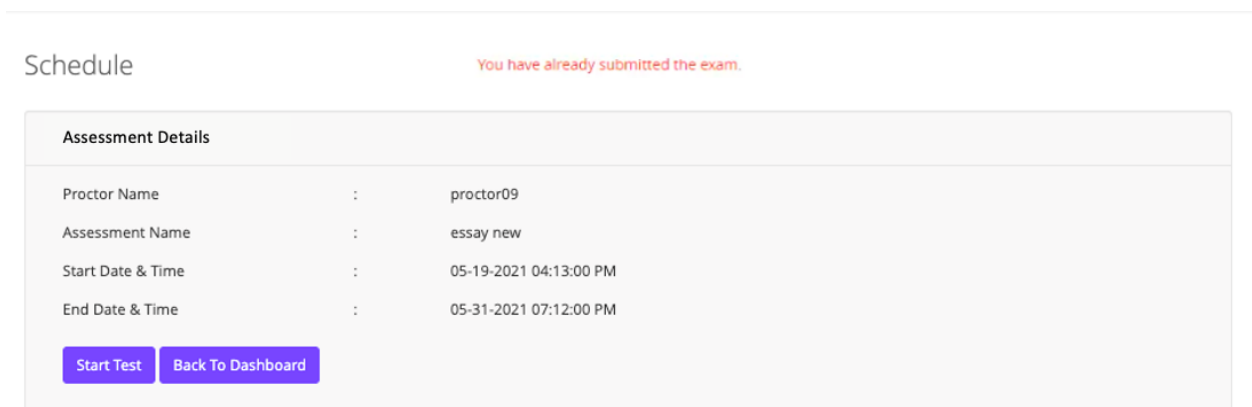 Schedule
You have already submitted the exam.
Assessment Details
Proctor Name : proctor09
Assessment Name : essay new
Start Date & Time : 05-19-2021 04:13:00 PM
End Date & Time : 05-31-2021 07:12:00 PM
Start Test Back To Dashboard